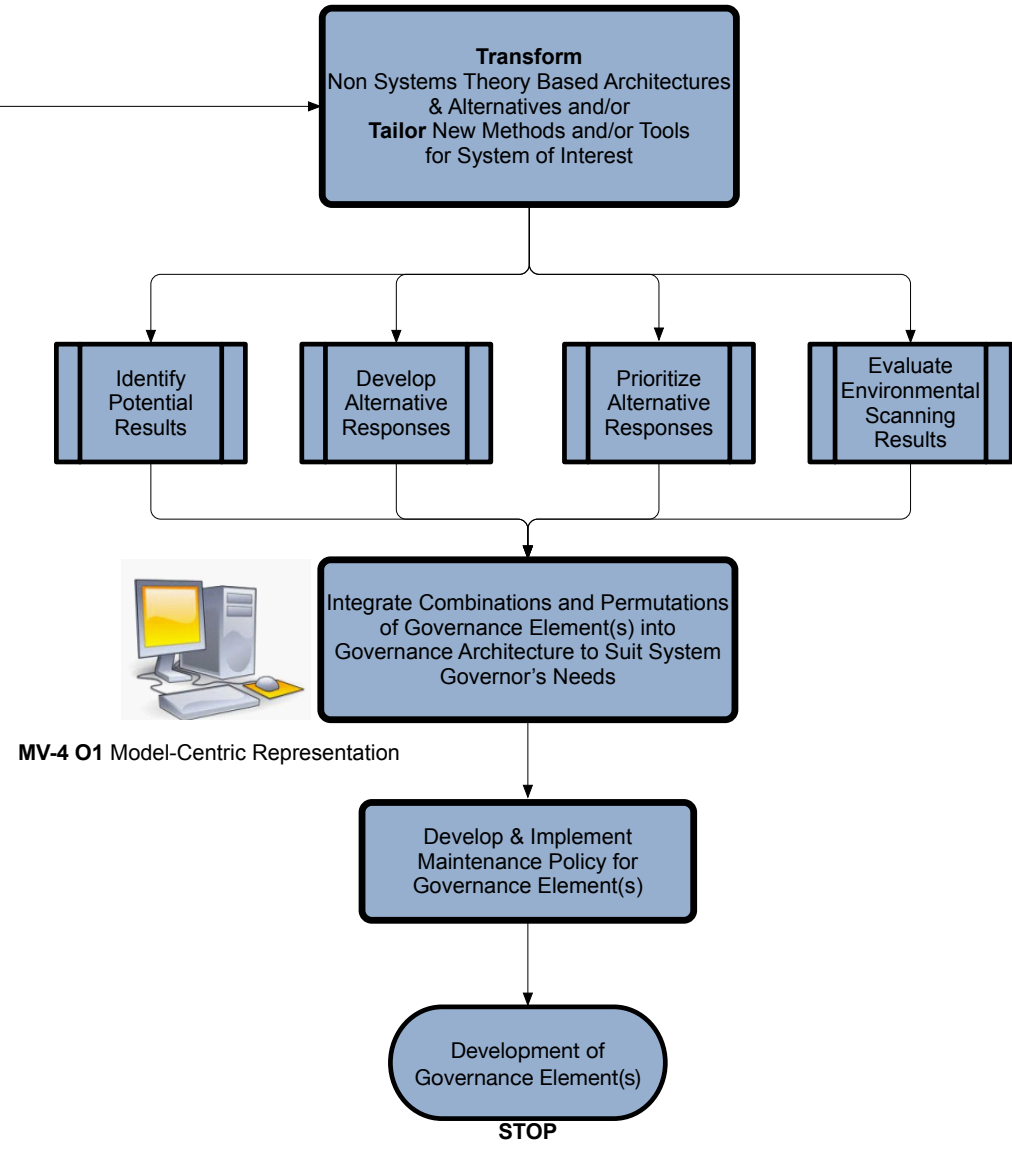 Transform
Non Systems Theory Based Architectures
& Alternatives and/or
Tailor New Methods and/or Tools
for System of Interest
Identify
Potential
Results
Develop
Alternative
Responses
Prioritize
Alternative
Responses
Evaluate
Environmental
Scanning
Results
Integrate Combinations and Permutations
of Governance Element(s) into
Governance Architecture to Suit System
Governor's Needs
MV-4 O1 Model-Centric Representation
Develop & Implement
Maintenance Policy for
Governance Element(s)
Development of
Governance Element(s)
STOP